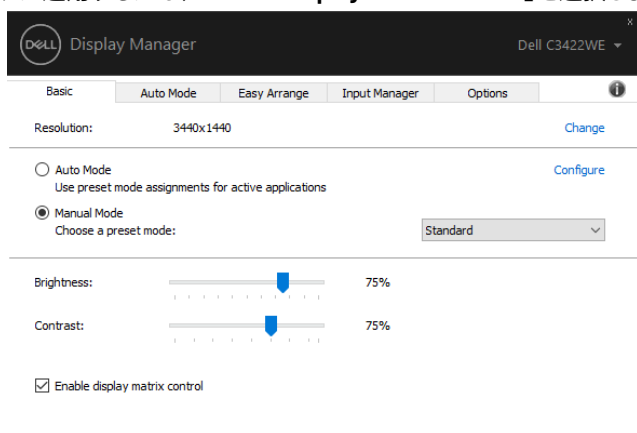 DELL Display Manager
Dell C3422WE
Basic Auto Mode Easy Arrange Input Manager Options
Resolution: 3440x1440 Change
Auto Mode Configure
Use preset mode assignments for active applications
Manual Mode
Choose a preset mode: Standard
Brightness: 75%
Contrast: 75%
Enable display matrix control